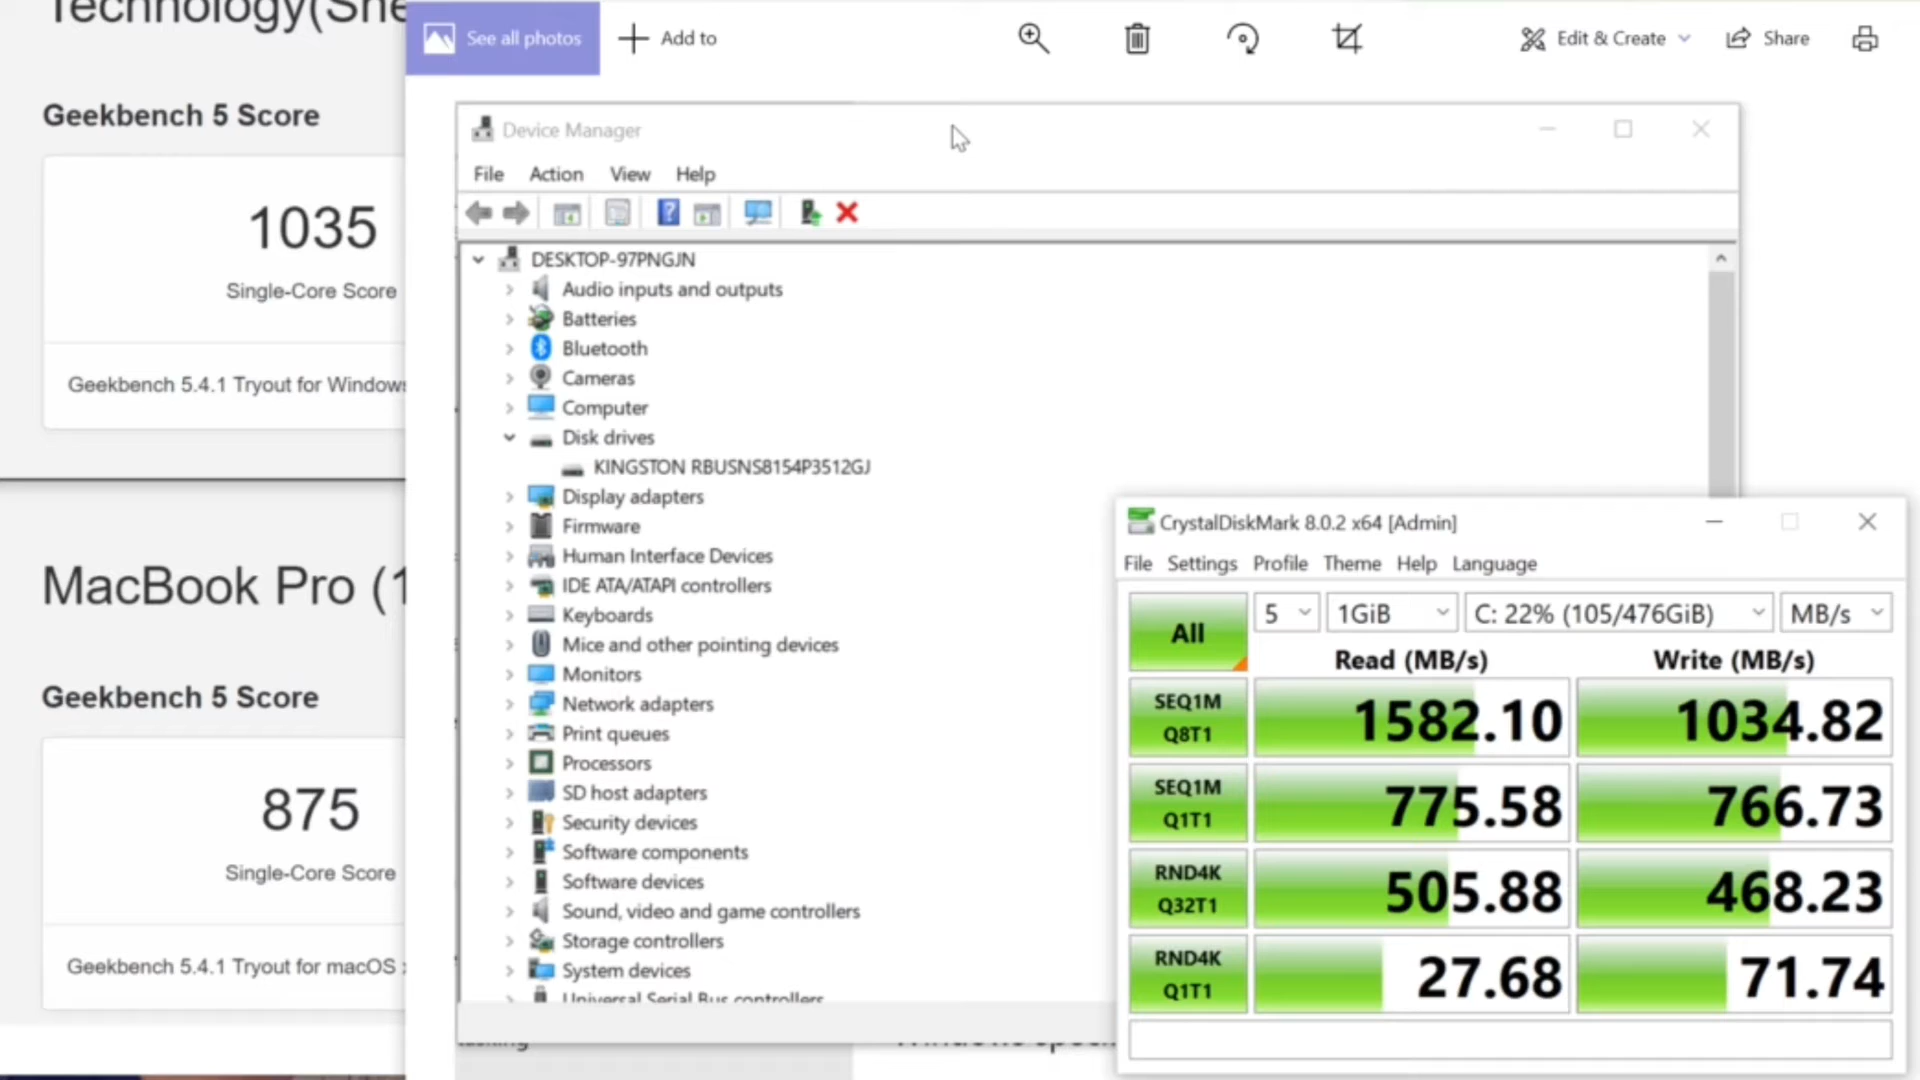 Technology(She
Geekbench 5 Score
1035
Single-Core Score
Geekbench 5.4.1 Tryout for Windows
MacBook Pro (1
Geekbench 5 Score
875
Single-Core Score
Geekbench 5.4.1 Tryout for macOS
See all photos
Add to
Edit & Create
Share
Device Manager
File Action View Help
DESKTOP-97PNGJN
Audio inputs and outputs
Batteries
Bluetooth
Cameras
Computer
Disk drives
KINGSTON RBUSNS8154P3512GJ
Display adapters
Firmware
Human Interface Devices
IDE ATA/ATAPI controllers
Keyboards
Mice and other pointing devices
Monitors
Network adapters
Print queues
Processors
SD host adapters
Security devices
Software components
Software devices
Sound, video and game controllers
Storage controllers
System devices
Universal Serial Bus controllers
CrystalDiskMark 8.0.2 x64 [Admin]
File Settings Profile Theme Help Language
All 5 1GiB C: 22% (105/476GiB) MB/s
Read (MB/s) Write (MB/s)
SEQ1M
Q8T1
1582.10 1034.82
SEQ1M
Q1T1
775.58 766.73
RND4K
Q32T1
505.88 468.23
RND4K
Q1T1
27.68 71.74